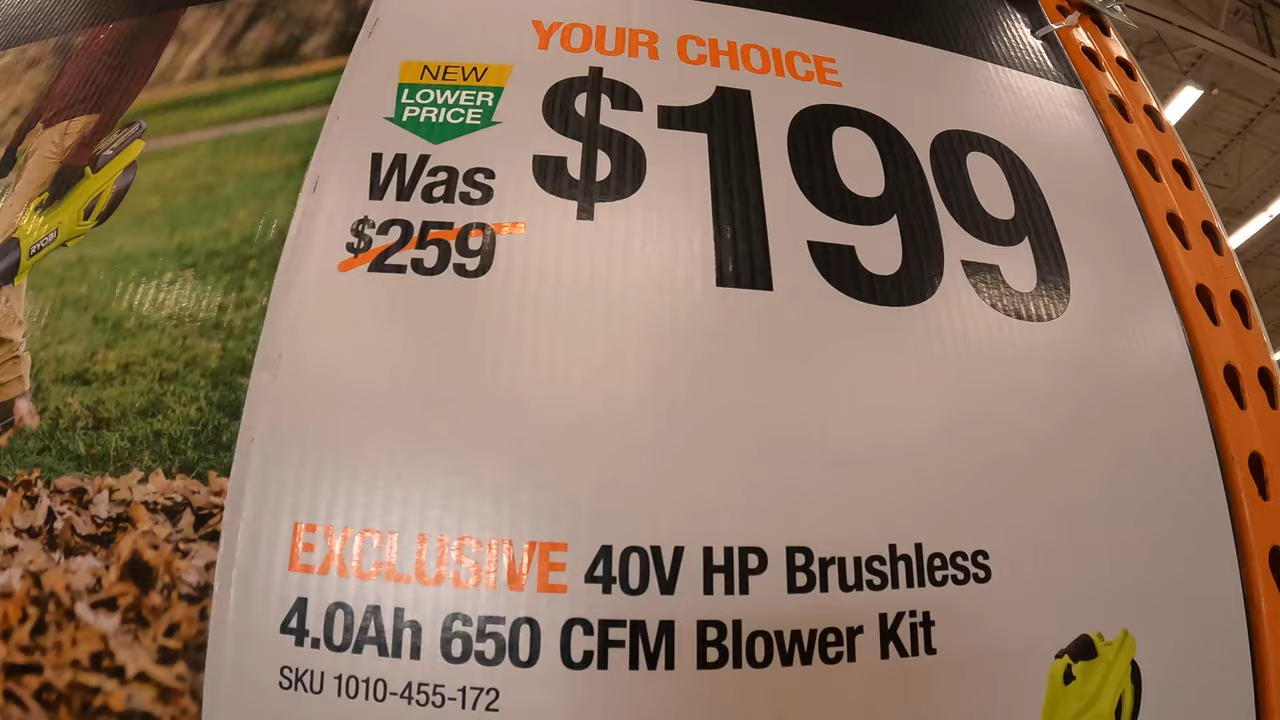 YOUR CHOICE
NEW
LOWER
PRICE
Was
$259
$199
RYOBI
EXCLUSIVE 40V HP Brushless
4.0Ah 650 CFM Blower Kit
SKU 1010-455-172